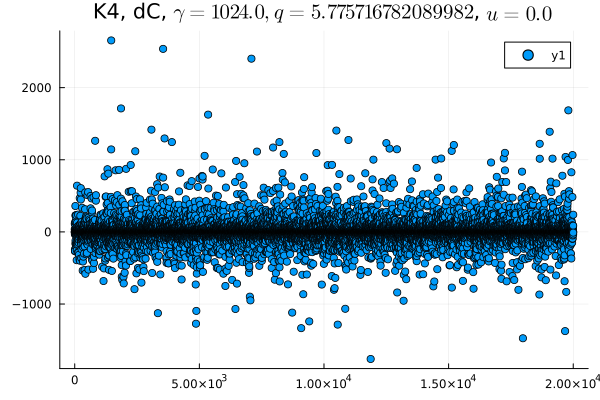 K4, dC, γ = 1024.0, q = 5.775716782089982, u = 0.0
y1
2000
1000
0
−1000
0 5.00×10³ 1.00×10⁴ 1.50×10⁴ 2.00×10⁴